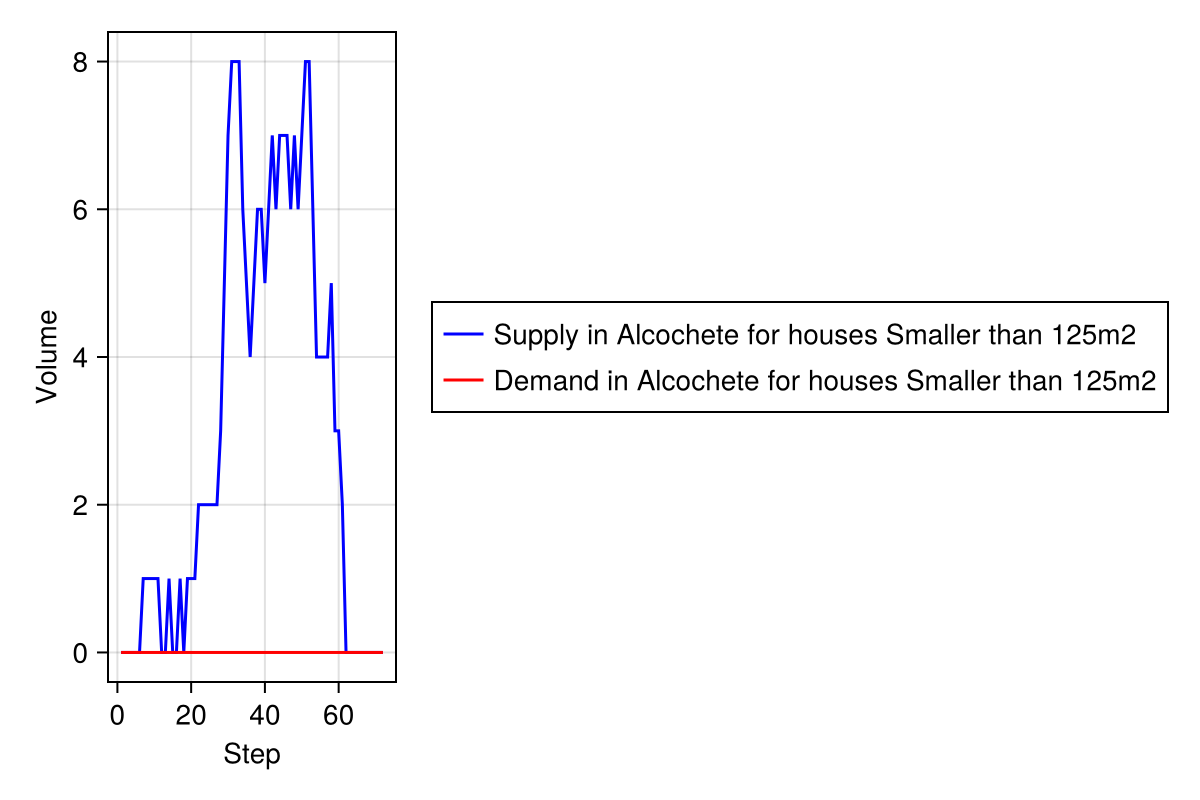 8
6
4
2
0
Volume
0 20 40 60
Step
Supply in Alcochete for houses Smaller than 125m2
Demand in Alcochete for houses Smaller than 125m2